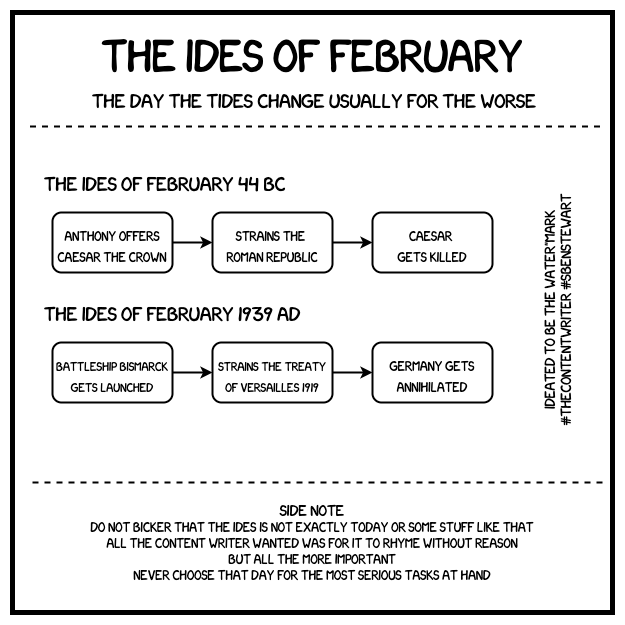 THE IDES OF FEBRUARY
THE DAY THE TIDES CHANGE USUALLY FOR THE WORSE
THE IDES OF FEBRUARY 44 BC
ANTHONY OFFERS
CAESAR THE CROWN
STRAINS THE
ROMAN REPUBLIC
CAESAR
GETS KILLED
THE IDES OF FEBRUARY 1939 AD
BATTLESHIP BISMARCK
GETS LAUNCHED
STRAINS THE TREATY
OF VERSAILLES 1919
GERMANY GETS
ANNIHILATED
IDEATED TO BE THE WATERMARK
#THECONTENTWRITER #SBENSTEWART
SIDE NOTE
DO NOT BICKER THAT THE IDES IS NOT EXACTLY TODAY OR SOME STUFF LIKE THAT
ALL THE CONTENT WRITER WANTED WAS FOR IT TO RHYME WITHOUT REASON
BUT ALL THE MORE IMPORTANT
NEVER CHOOSE THAT DAY FOR THE MOST SERIOUS TASKS AT HAND